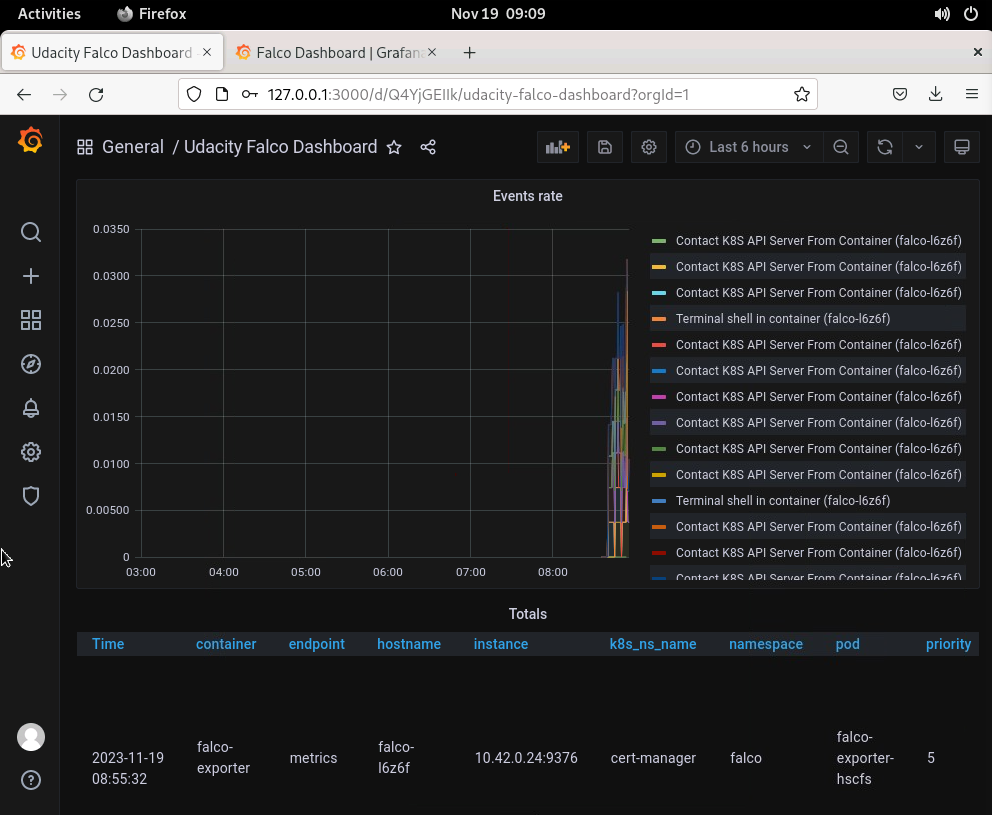 Activities Firefox Nov 19 09:09
Udacity Falco Dashboard × Falco Dashboard | Grafana × + ×
127.0.0.1:3000/d/Q4YjGEIIk/udacity-falco-dashboard?orgId=1
General / Udacity Falco Dashboard Last 6 hours
Events rate
0.0350
0.0300
0.0250
0.0200
0.0150
0.0100
0.00500
0
03:00 04:00 05:00 06:00 07:00 08:00
Contact K8S API Server From Container (falco-l6z6f)
Contact K8S API Server From Container (falco-l6z6f)
Contact K8S API Server From Container (falco-l6z6f)
Terminal shell in container (falco-l6z6f)
Contact K8S API Server From Container (falco-l6z6f)
Contact K8S API Server From Container (falco-l6z6f)
Contact K8S API Server From Container (falco-l6z6f)
Contact K8S API Server From Container (falco-l6z6f)
Contact K8S API Server From Container (falco-l6z6f)
Contact K8S API Server From Container (falco-l6z6f)
Terminal shell in container (falco-l6z6f)
Contact K8S API Server From Container (falco-l6z6f)
Contact K8S API Server From Container (falco-l6z6f)
Contact K8S API Server From Container (falco-l6z6f)
Totals
Time container endpoint hostname instance k8s_ns_name namespace pod priority
2023-11-19
08:55:32
falco-
exporter
metrics
falco-
l6z6f
10.42.0.24:9376
cert-manager
falco
falco-
exporter-
hscfs
5